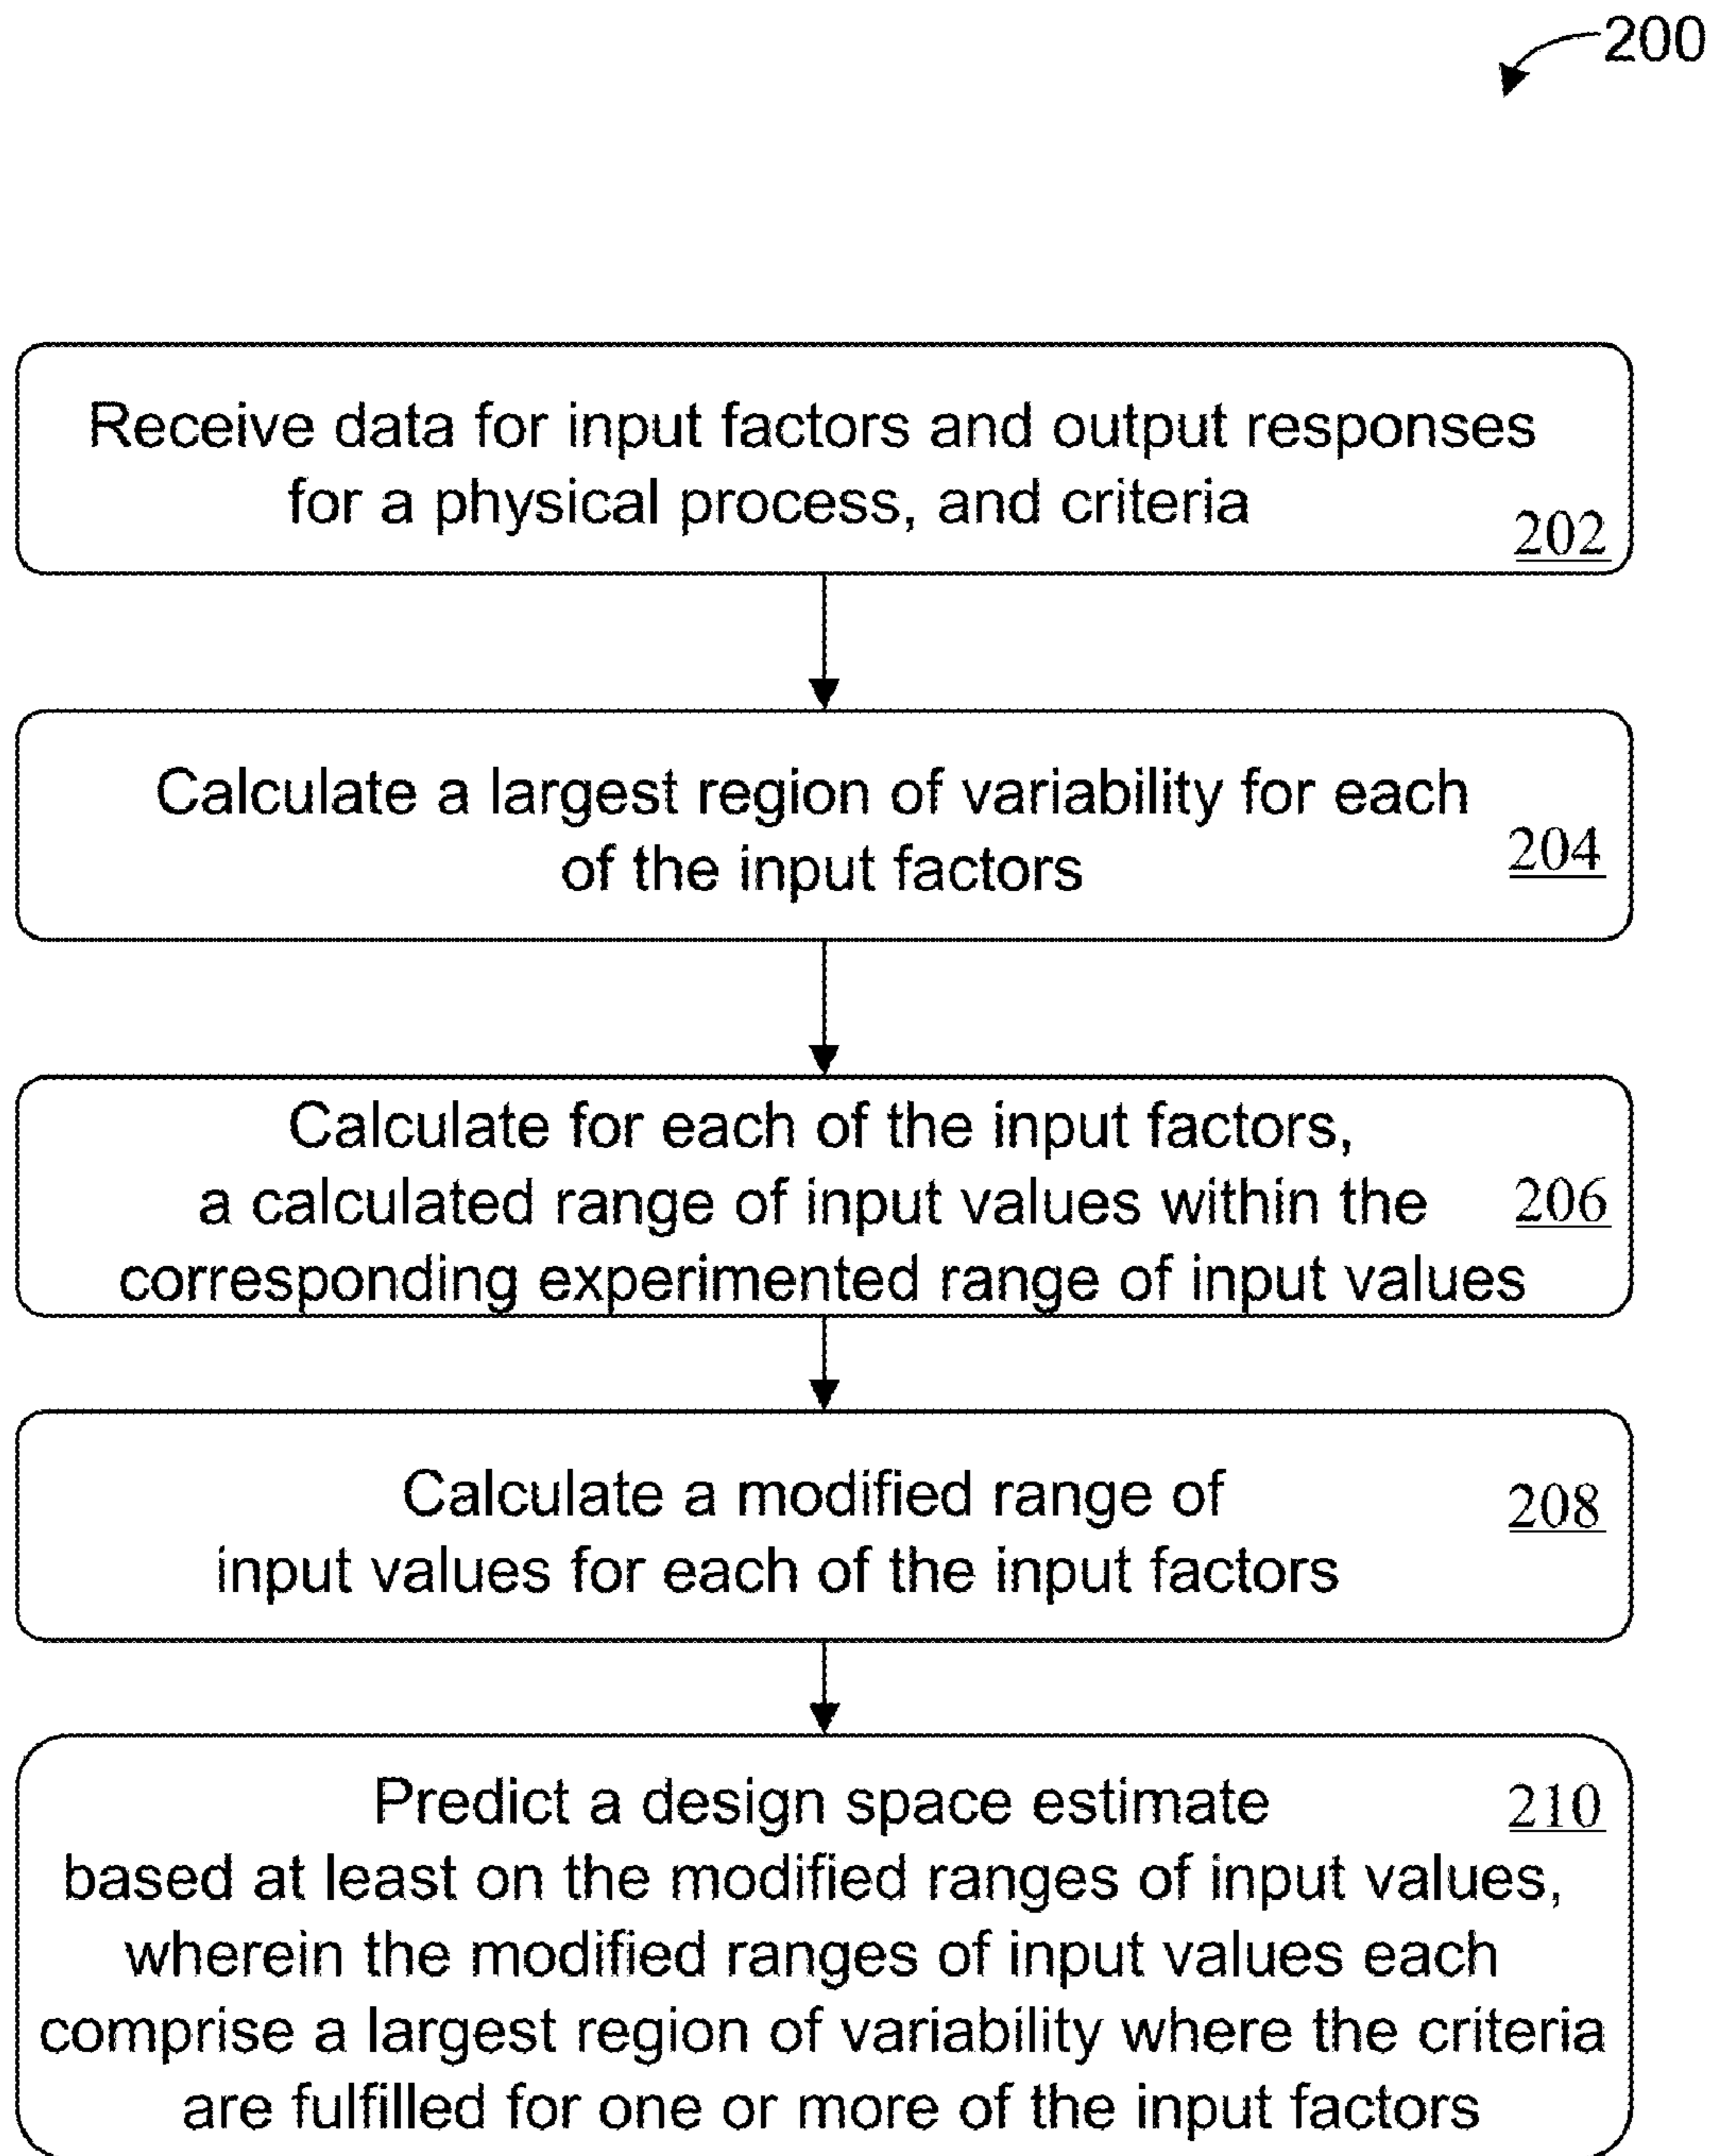 200
Receive data for input factors and output responses
for a physical process, and criteria
202
Calculate a largest region of variability for each
of the input factors
204
Calculate for each of the input factors,
a calculated range of input values within the
206
corresponding experimented range of input values
Calculate a modified range of
208
input values for each of the input factors
Predict a design space estimate
210
based at least on the modified ranges of input values,
wherein the modified ranges of input values each
comprise a largest region of variability where the criteria
are fulfilled for one or more of the input factors